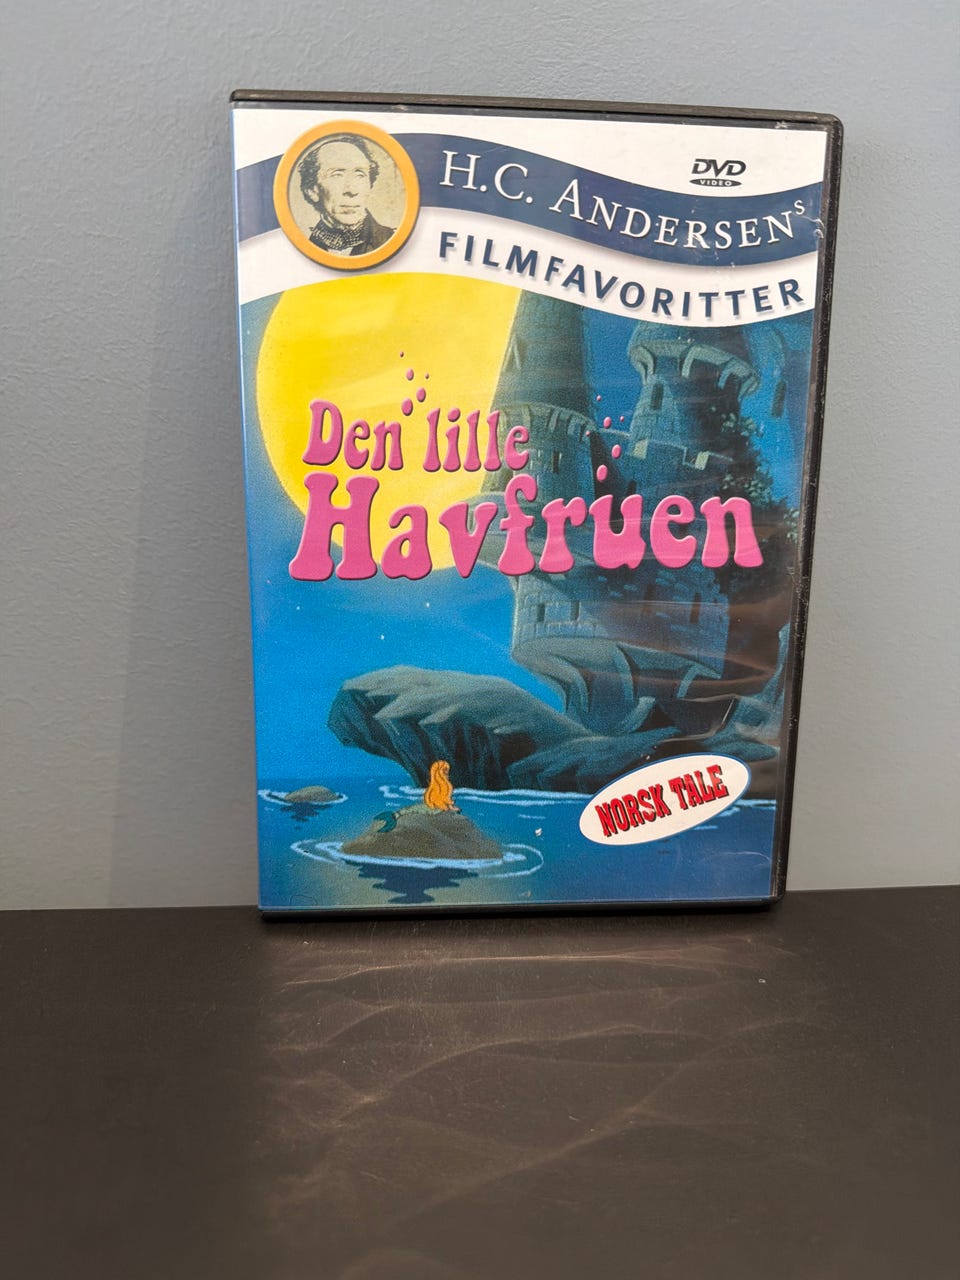 DVD
VIDEO
H.C. ANDERSENS
FILMFAVORITTER
Den lille
Havfruen
NORSK TALE